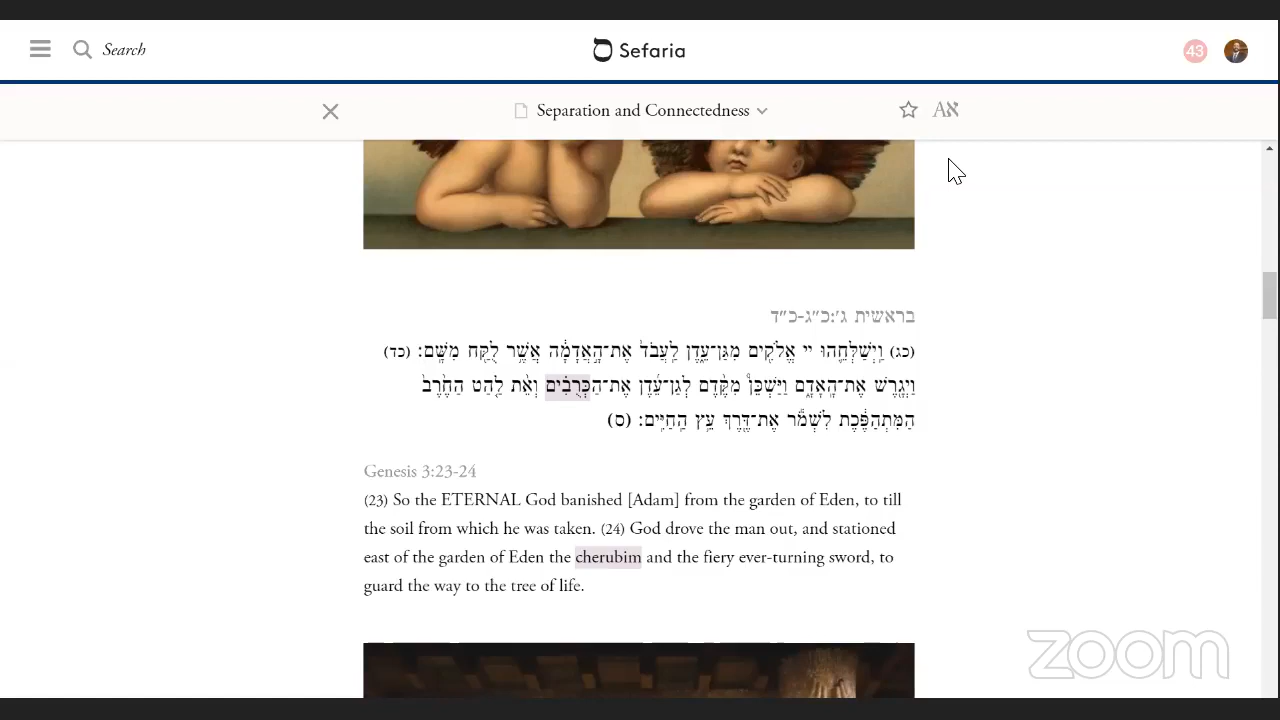 Search
Sefaria
43
Separation and Connectedness
Aא
בראשית ג׳:כ״ג-כ״ד
(כג) וַֽיְשַׁלְּחֵ֛הוּ יי אֱלֹקִ֖ים מִגַּן־עֵ֑דֶן לַֽעֲבֹד֙ אֶת־הָ֣אֲדָמָ֔ה אֲשֶׁ֥ר לֻקַּ֖ח מִשָּֽׁם׃ (כד)
וַיְגָ֖רֶשׁ אֶת־הָֽאָדָ֑ם וַיַּשְׁכֵּן֩ מִקֶּ֨דֶם לְגַן־עֵ֜דֶן אֶת־הַכְּרֻבִ֗ים וְאֵ֨ת לַ֤הַט הַחֶ֙רֶב֙
הַמִּתְהַפֶּ֔כֶת לִשְׁמֹ֕ר אֶת־דֶּ֖רֶךְ עֵ֥ץ הַֽחַיִּֽים׃ (ס)
Genesis 3:23-24
(23) So the ETERNAL God banished [Adam] from the garden of Eden, to till
the soil from which he was taken. (24) God drove the man out, and stationed
east of the garden of Eden the cherubim and the fiery ever-turning sword, to
guard the way to the tree of life.
zoom